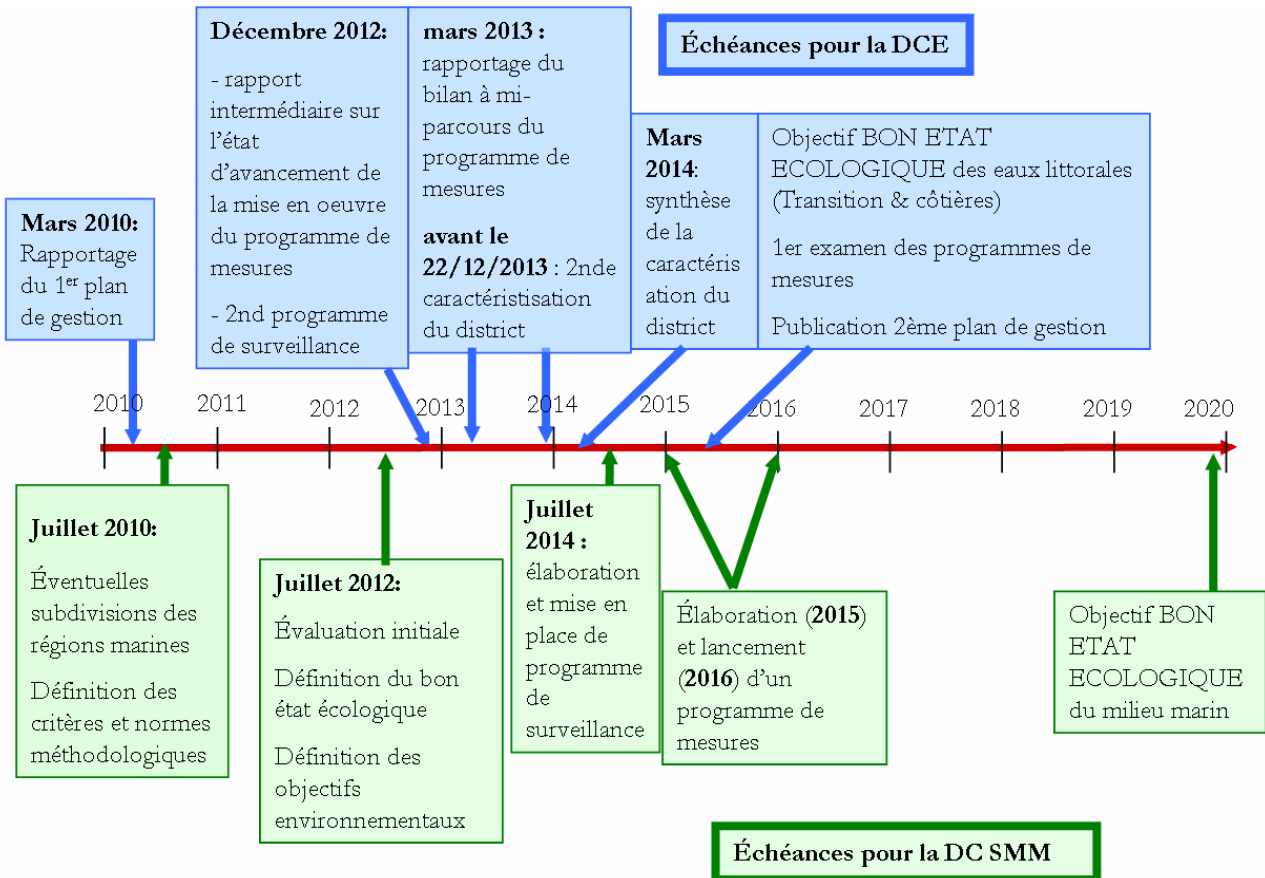 Échéances pour la DCE
Mars 2010:
Rapportage
du 1er plan
de gestion
Décembre 2012:
- rapport
intermédiaire sur
l'état
d'avancement de
la mise en oeuvre
du programme de
mesures
- 2nd programme
de surveillance
mars 2013 :
rapportage du
bilan à mi-
parcours du
programme de
mesures
avant le
22/12/2013 : 2nde
caractéristisation
du district
Mars
2014:
synthèse
de la
caractéris
ation du
district
Objectif BON ETAT
ECOLOGIQUE des eaux littorales
(Transition & côtières)
1er examen des programmes de
mesures
Publication 2ème plan de gestion
2010 2011 2012 2013 2014 2015 2016 2017 2018 2019 2020
Juillet 2010:
Éventuelles
subdivisions des
régions marines
Définition des
critères et normes
méthodologiques
Juillet 2012:
Évaluation initiale
Définition du bon
état écologique
Définition des
objectifs
environnementaux
Juillet
2014 :
élaboration
et mise en
place de
programme
de
surveillance
Élaboration (2015)
et lancement
(2016) d'un
programme de
mesures
Objectif BON
ETAT
ECOLOGIQUE
du milieu marin
Échéances pour la DC SMM